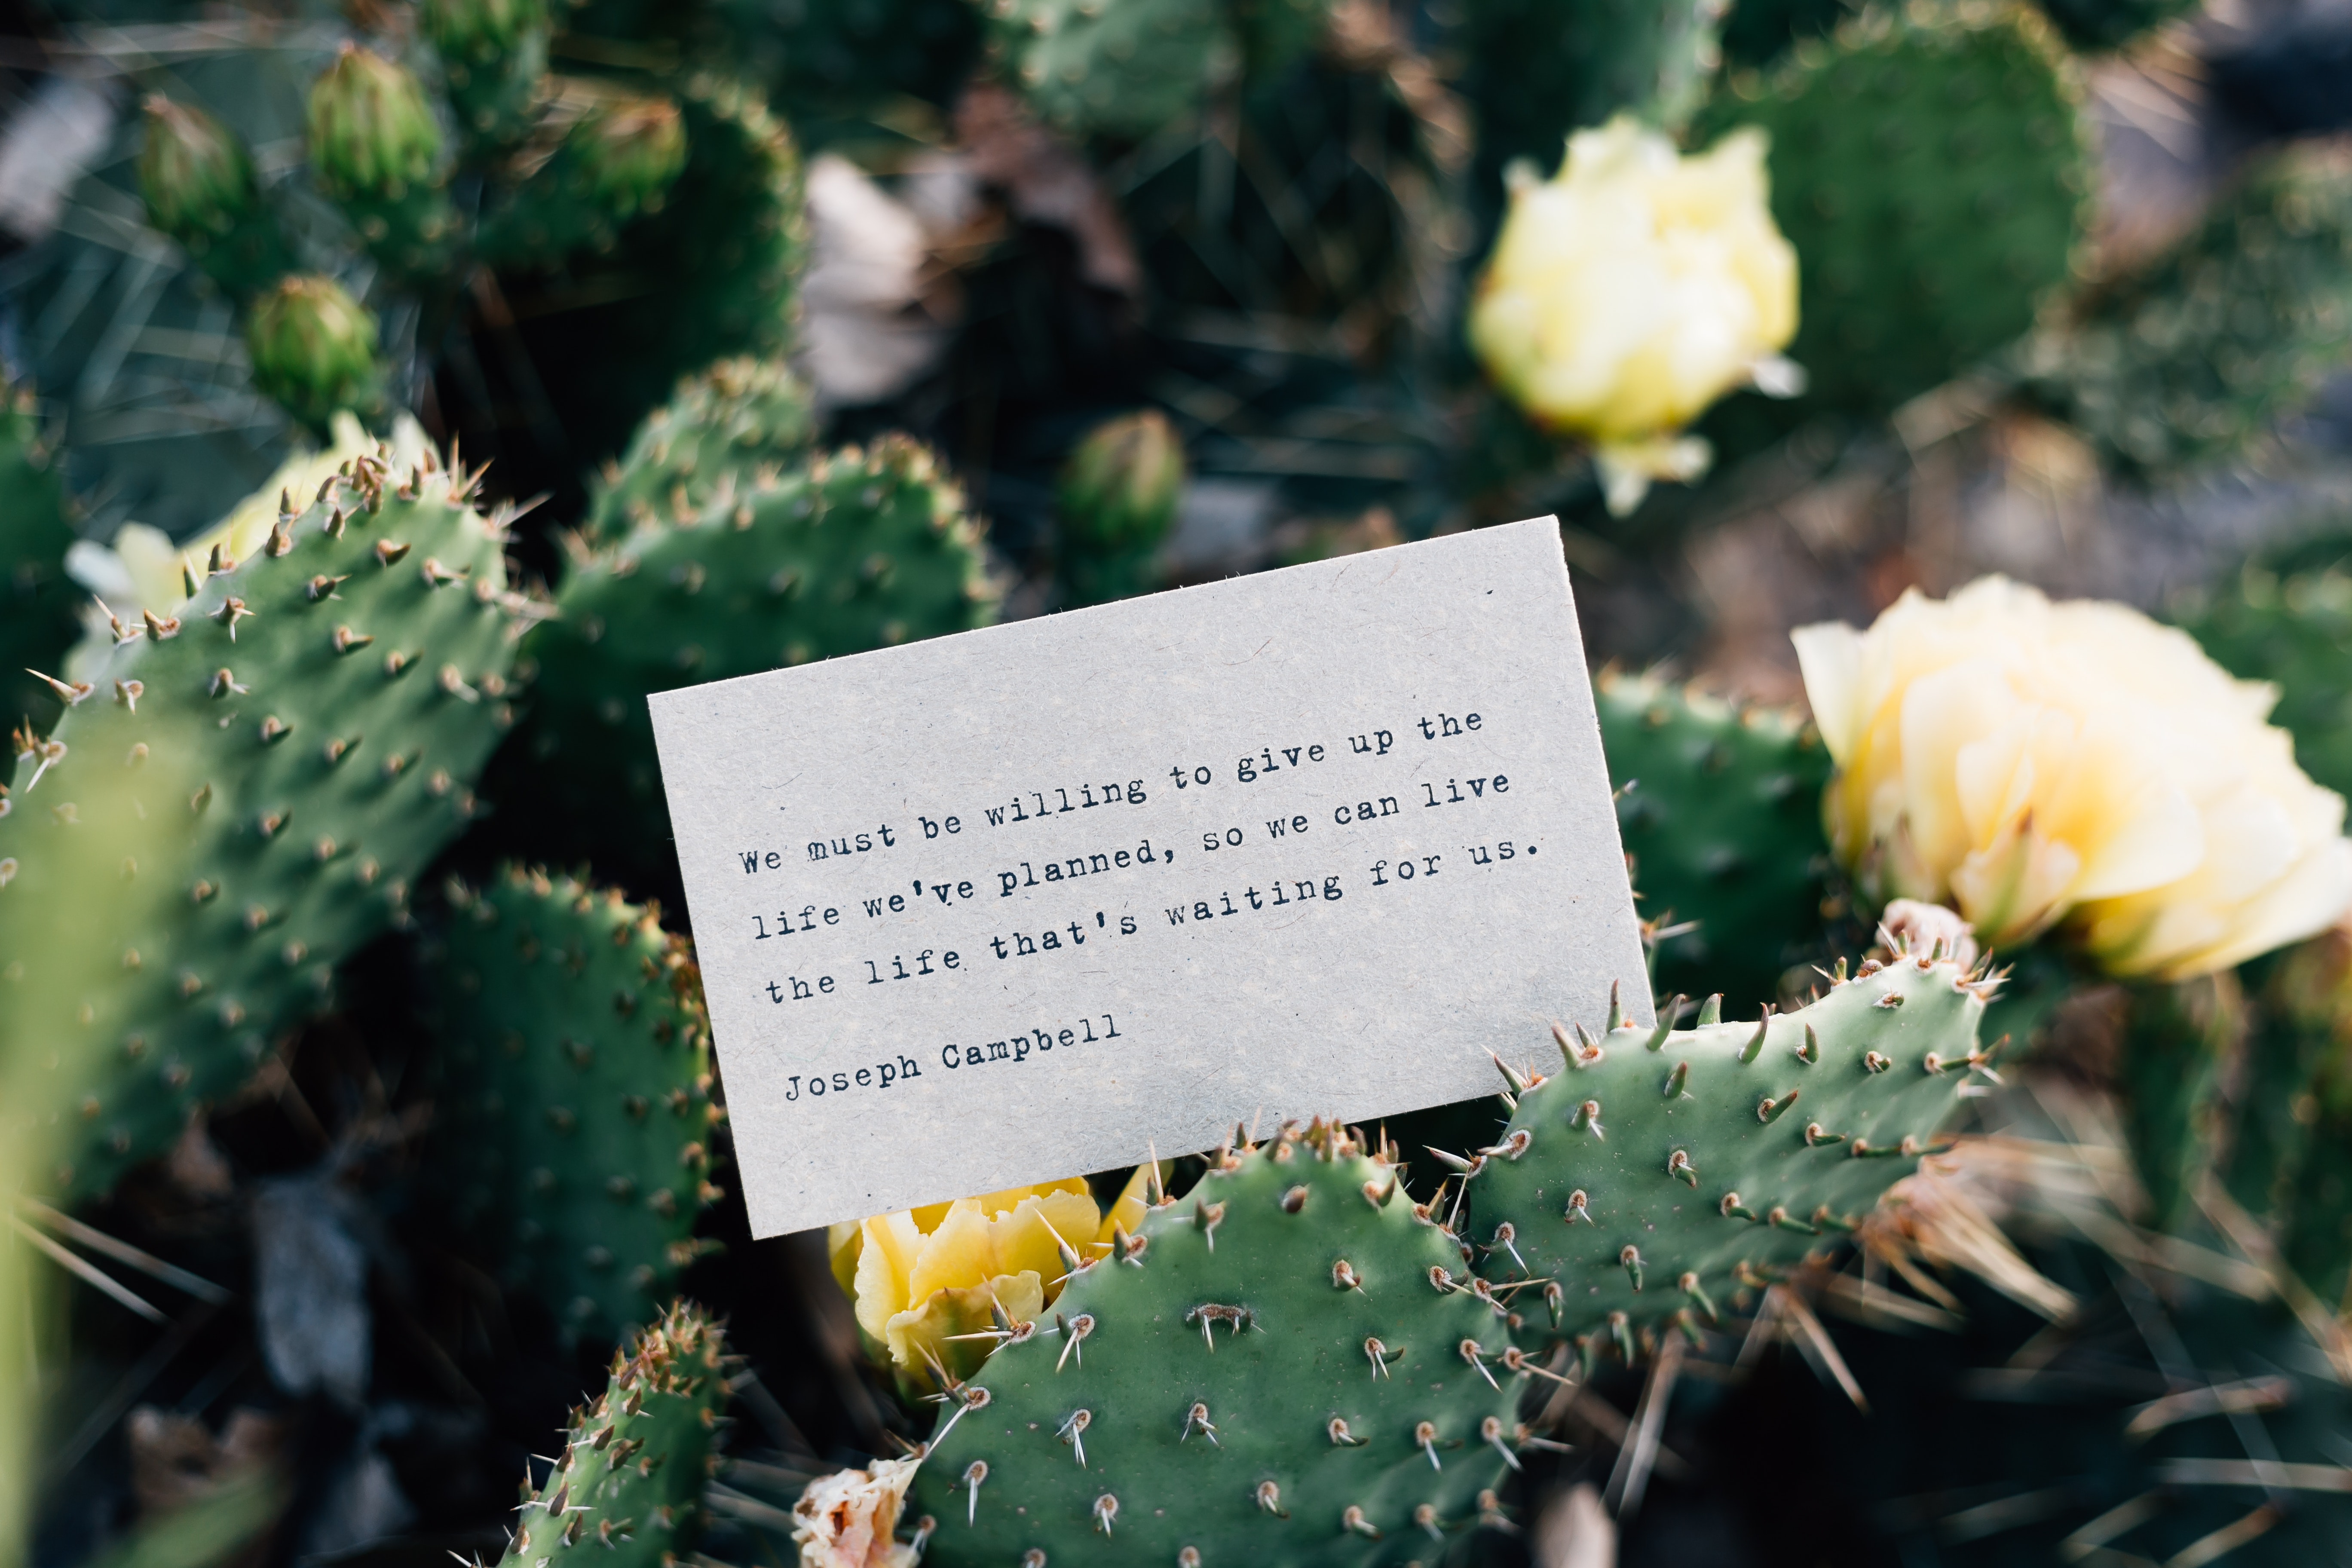 We must be willing to give up the
life we've planned, so we can live
the life that's waiting for us.
Joseph Campbell